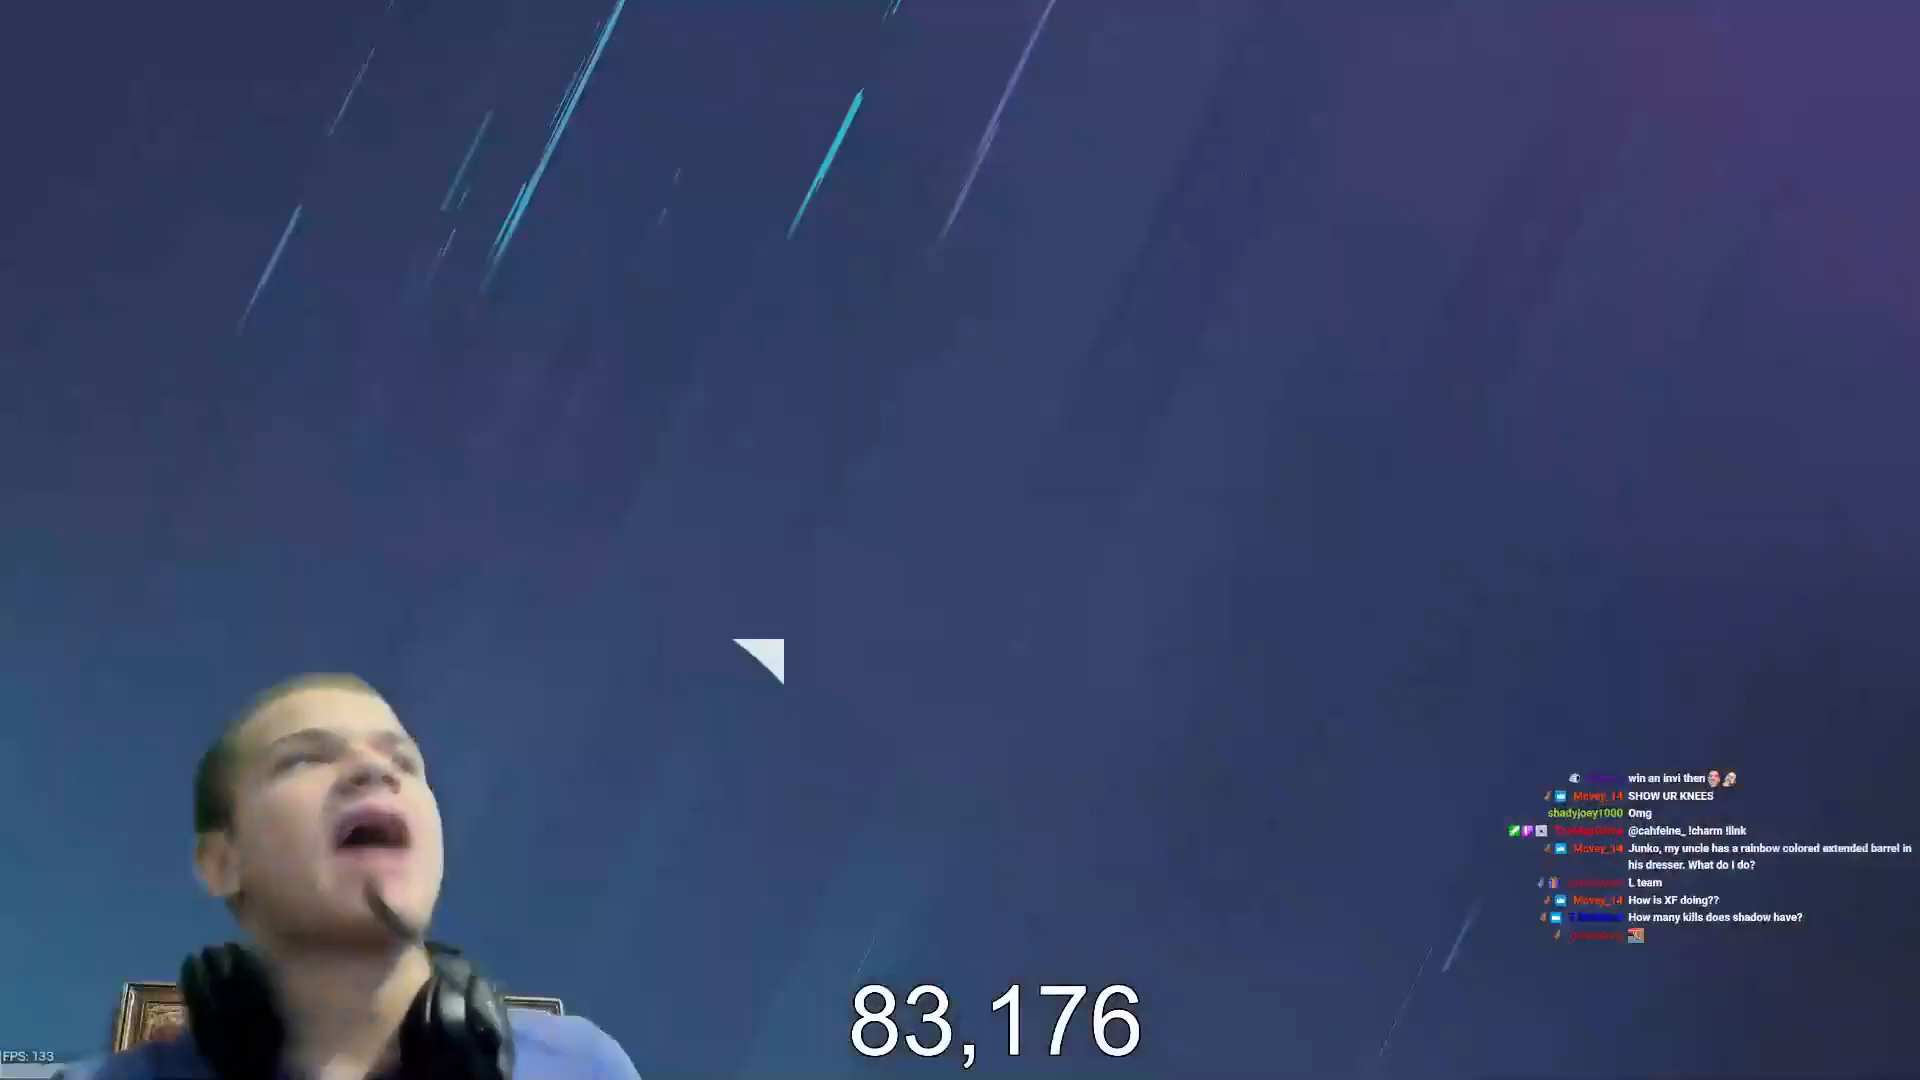 win an invi then
Mcvey_14 SHOW UR KNEES
shadyjoey1000 Omg
@cahfeine_ !charm !link
Mcvey_14 Junko, my uncle has a rainbow colored extended barrel in
his dresser. What do I do?
L team
Mcvey_14 How is XF doing??
How many kills does shadow have?
83,176
FPS: 133